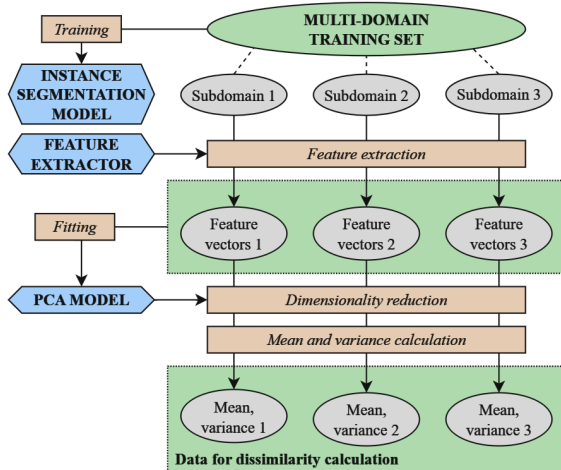 MULTI-DOMAIN
TRAINING SET
Training
INSTANCE
SEGMENTATION
MODEL
Subdomain 1
Subdomain 2
Subdomain 3
FEATURE
EXTRACTOR
Feature extraction
Fitting
Feature
vectors 1
Feature
vectors 2
Feature
vectors 3
PCA MODEL
Dimensionality reduction
Mean and variance calculation
Mean,
variance 1
Mean,
variance 2
Mean,
variance 3
Data for dissimilarity calculation